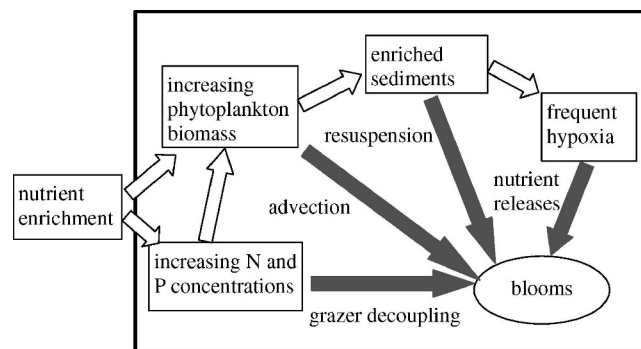 enriched
sediments
increasing
phytoplankton
biomass
frequent
hypoxia
resuspension
nutrient
enrichment
nutrient
releases
advection
increasing N and
P concentrations
blooms
grazer decoupling